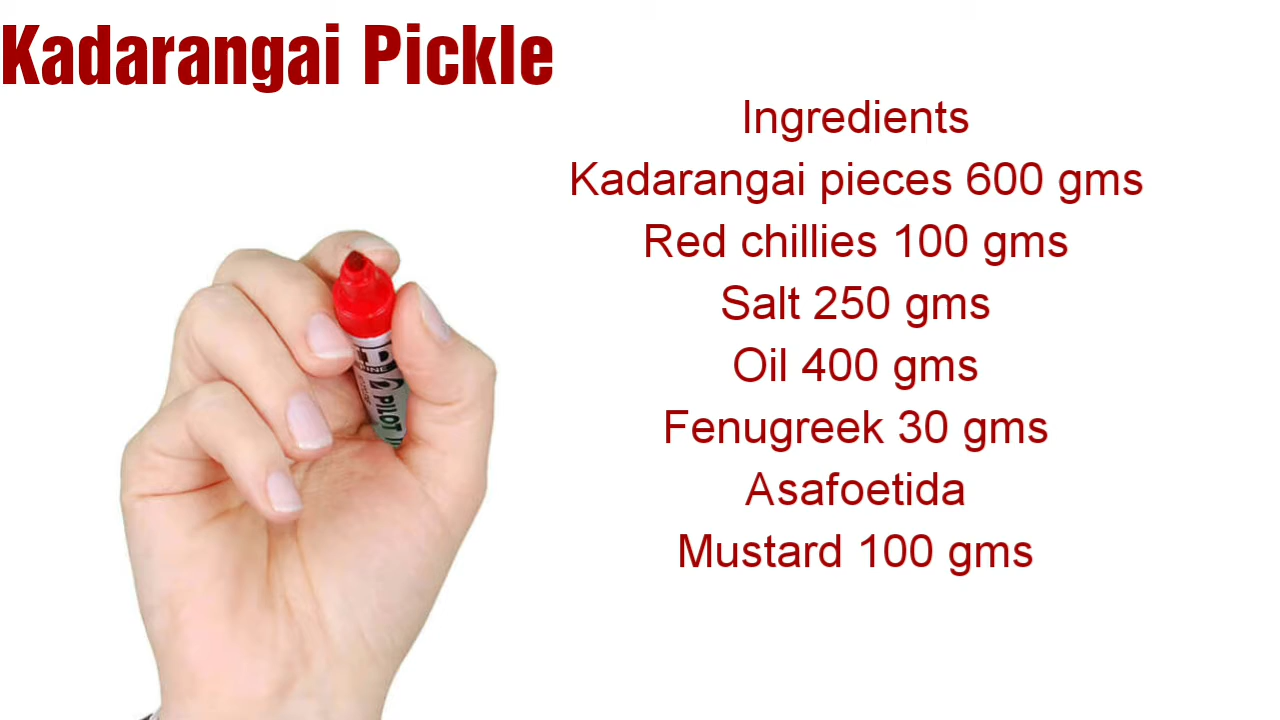 Kadarangai Pickle
Ingredients
Kadarangai pieces 600 gms
Red chillies 100 gms
Salt 250 gms
Oil 400 gms
Fenugreek 30 gms
Asafoetida
Mustard 100 gms
PILOT